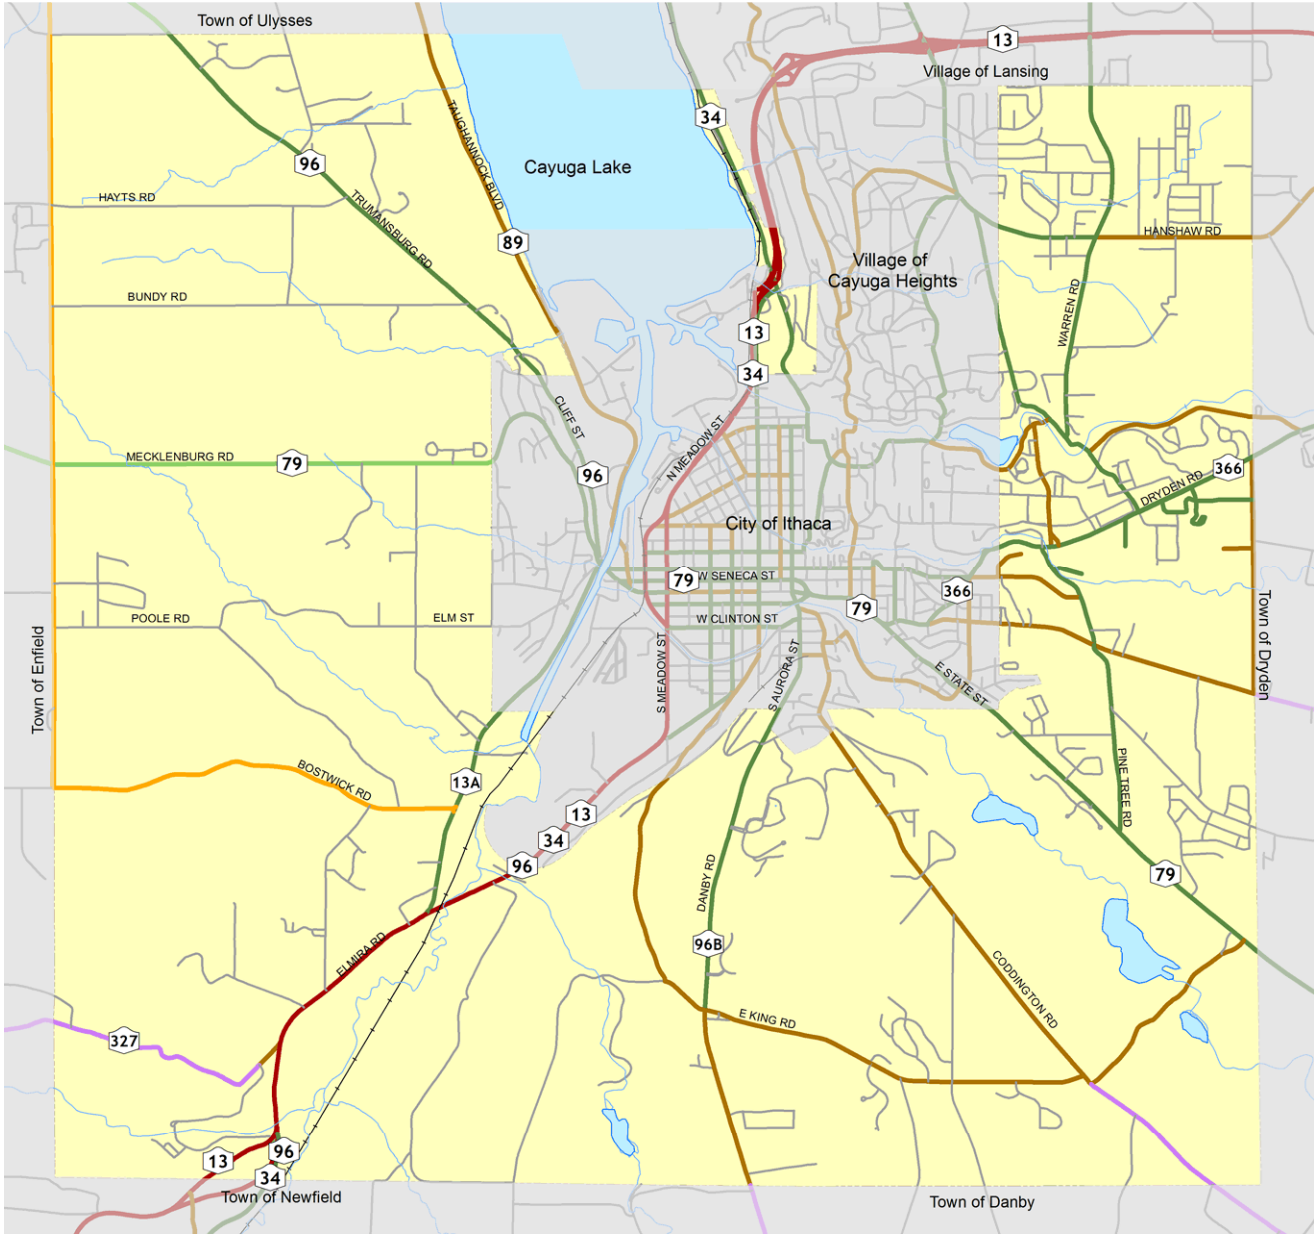 Town of Ulysses
13
Village of Lansing
34
TAUGHANNOCK BLVD
96
Cayuga Lake
HAYTS RD
TRUMANSBURG RD
89
HANSHAW RD
Village of
Cayuga Heights
BUNDY RD
WARREN RD
13
34
CLIFF ST
N MEADOW ST
MECKLENBURG RD
79
96
366
DRYDEN RD
City of Ithaca
79
W SENECA ST
366
79
POOLE RD
ELM ST
W CLINTON ST
Town of Enfield
Town of Dryden
S MEADOW ST
S AURORA ST
E STATE ST
BOSTWICK RD
13A
PINE TREE RD
13
34
96
79
DANBY RD
ELMIRA RD
96B
CODDINGTON RD
327
E KING RD
13
96
34
Town of Newfield
Town of Danby